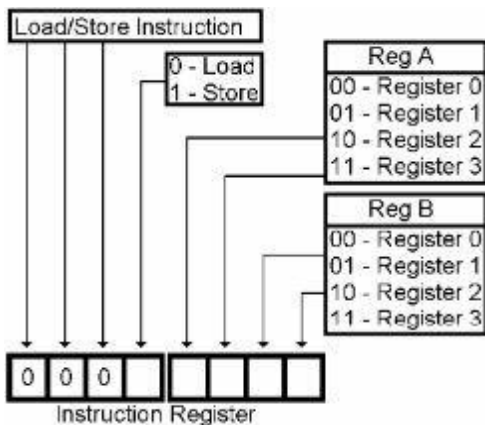 Load/Store Instruction
0 - Load
1 - Store
Reg A
00 - Register 0
01 - Register 1
10 - Register 2
11 - Register 3
Reg B
00 - Register 0
01 - Register 1
10 - Register 2
11 - Register 3
0 0 0
Instruction Register